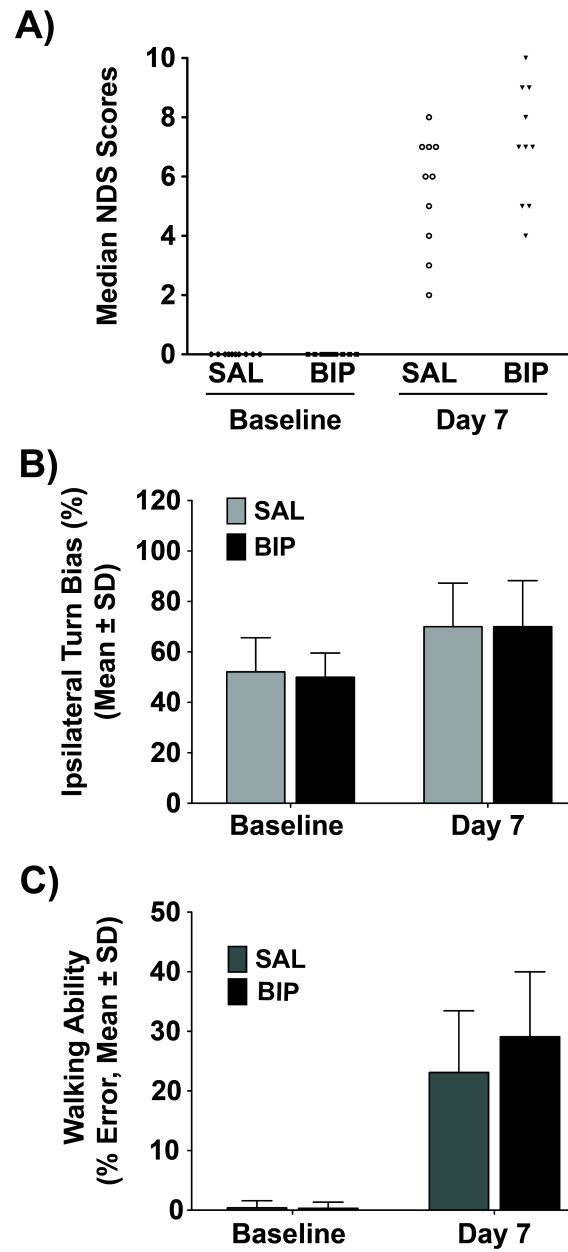 A)
Median NDS Scores
10
8
6
4
2
0
SAL BIP SAL BIP
Baseline Day 7
B)
Ipsilateral Turn Bias (%)
(Mean ± SD)
120
100
80
60
40
20
0
SAL
BIP
Baseline Day 7
C)
Walking Ability
(% Error, Mean ± SD)
50
40
30
20
10
0
SAL
BIP
Baseline Day 7